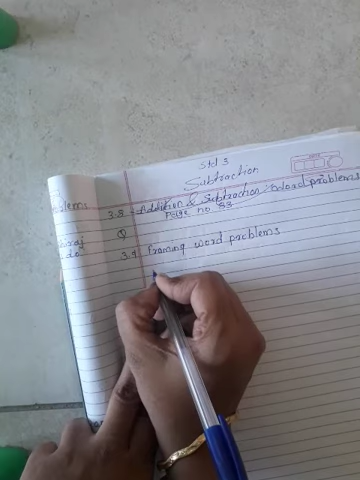 Std 3
Subtraction
3.8 - Addition & Subtraction word problems
Page no 83
Q
3.9 Framing word problems